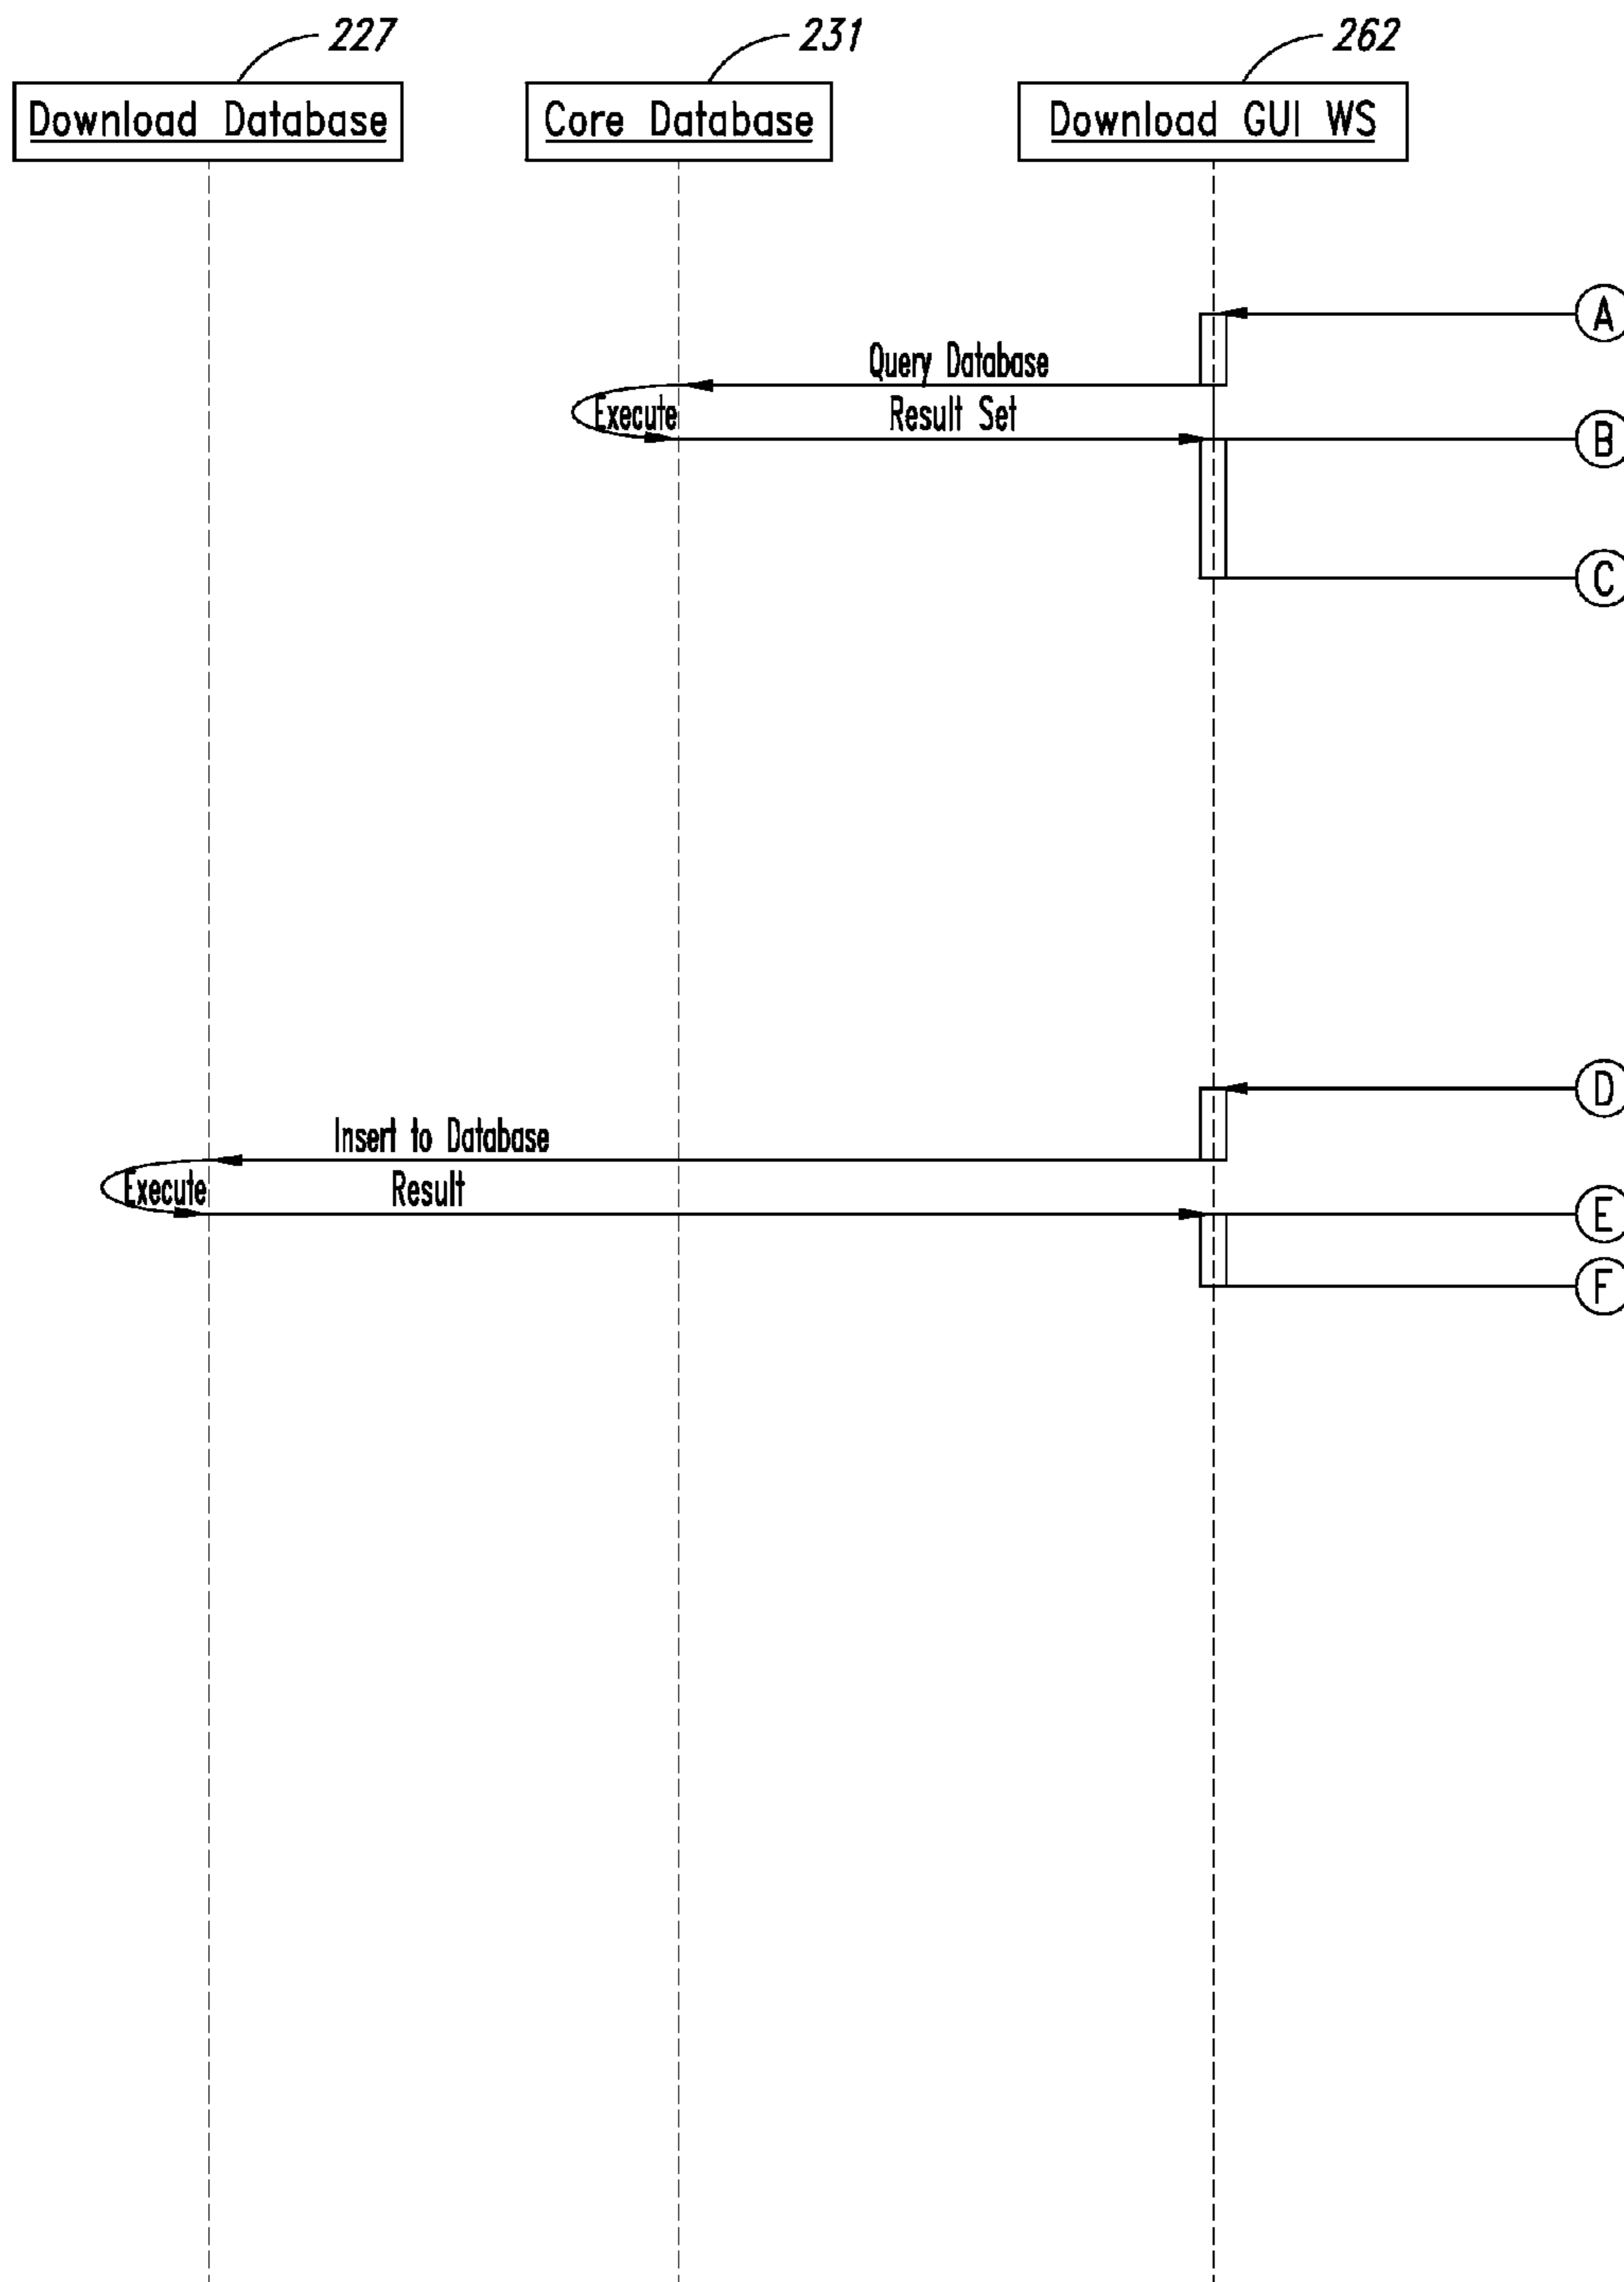 227
231
262
Download Database
Core Database
Download GUI WS
A
Query Database
Execute
Result Set
B
C
D
Insert to Database
Execute
Result
E
F